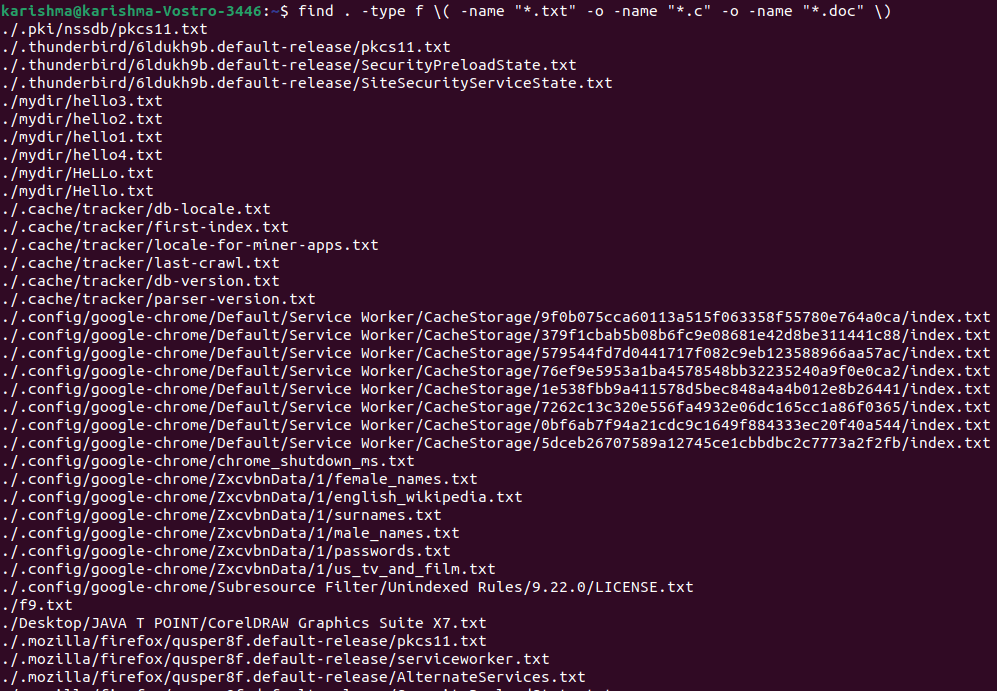 karishma@karishma-Vostro-3446:~$ find . -type f \( -name "*.txt" -o -name "*.c" -o -name "*.doc" \)
./.pki/nssdb/pkcs11.txt
./.thunderbird/6ldukh9b.default-release/pkcs11.txt
./.thunderbird/6ldukh9b.default-release/SecurityPreloadState.txt
./.thunderbird/6ldukh9b.default-release/SiteSecurityServiceState.txt
./mydir/hello3.txt
./mydir/hello2.txt
./mydir/hello1.txt
./mydir/hello4.txt
./mydir/HeLLo.txt
./mydir/Hello.txt
./.cache/tracker/db-locale.txt
./.cache/tracker/first-index.txt
./.cache/tracker/locale-for-miner-apps.txt
./.cache/tracker/last-crawl.txt
./.cache/tracker/db-version.txt
./.cache/tracker/parser-version.txt
./.config/google-chrome/Default/Service Worker/CacheStorage/9f0b075cca60113a515f063358f55780e764a0ca/index.txt
./.config/google-chrome/Default/Service Worker/CacheStorage/379f1cbab5b08b6fc9e08681e42d8be311441c88/index.txt
./.config/google-chrome/Default/Service Worker/CacheStorage/579544fd7d0441717f082c9eb123588966aa57ac/index.txt
./.config/google-chrome/Default/Service Worker/CacheStorage/76ef9e5953a1ba4578548bb32235240a9f0e0ca2/index.txt
./.config/google-chrome/Default/Service Worker/CacheStorage/1e538fbb9a411578d5bec848a4a4b012e8b26441/index.txt
./.config/google-chrome/Default/Service Worker/CacheStorage/7262c13c320e556fa4932e06dc165cc1a86f0365/index.txt
./.config/google-chrome/Default/Service Worker/CacheStorage/0bf6ab7f94a21cdc9c1649f884333ec20f40a544/index.txt
./.config/google-chrome/Default/Service Worker/CacheStorage/5dceb26707589a12745ce1cbbdbc2c7773a2f2fb/index.txt
./.config/google-chrome/chrome_shutdown_ms.txt
./.config/google-chrome/ZxcvbnData/1/female_names.txt
./.config/google-chrome/ZxcvbnData/1/english_wikipedia.txt
./.config/google-chrome/ZxcvbnData/1/surnames.txt
./.config/google-chrome/ZxcvbnData/1/male_names.txt
./.config/google-chrome/ZxcvbnData/1/passwords.txt
./.config/google-chrome/ZxcvbnData/1/us_tv_and_film.txt
./.config/google-chrome/Subresource Filter/Unindexed Rules/9.22.0/LICENSE.txt
./f9.txt
./Desktop/JAVA T POINT/CorelDRAW Graphics Suite X7.txt
./.mozilla/firefox/qusper8f.default-release/pkcs11.txt
./.mozilla/firefox/qusper8f.default-release/serviceworker.txt
./.mozilla/firefox/qusper8f.default-release/AlternateServices.txt